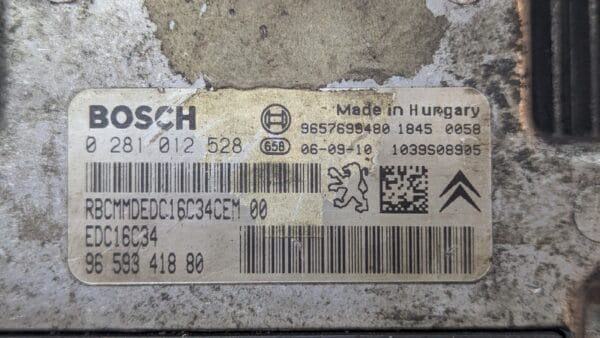 BOSCH
Made in Hungary
9657699480 1845 0058
0 281 012 528
658
06-09-10 1039S08905
RBCMMDEDC16C34CEM 00
EDC16C34
96 593 418 80